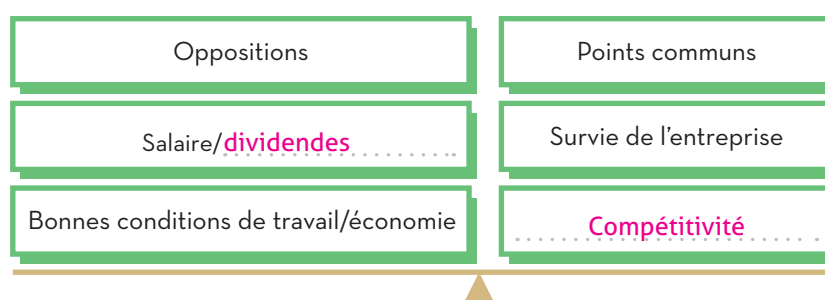 Oppositions
Points communs
Salaire/dividendes
Survie de l'entreprise
Bonnes conditions de travail/économie
Compétitivité